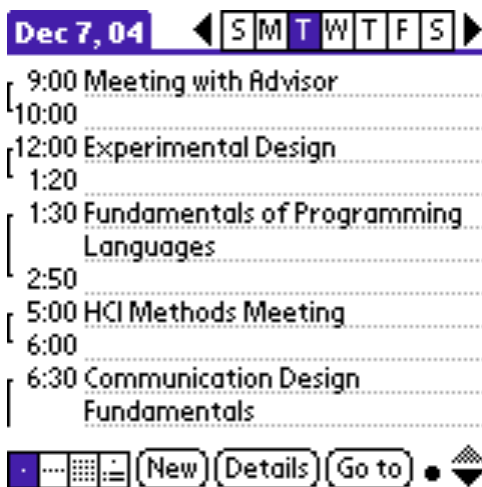 Dec 7, 04 S M T W T F S
9:00 Meeting with Advisor
10:00
12:00 Experimental Design
1:20
1:30 Fundamentals of Programming
Languages
2:50
5:00 HCI Methods Meeting
6:00
6:30 Communication Design
Fundamentals
New Details Go to